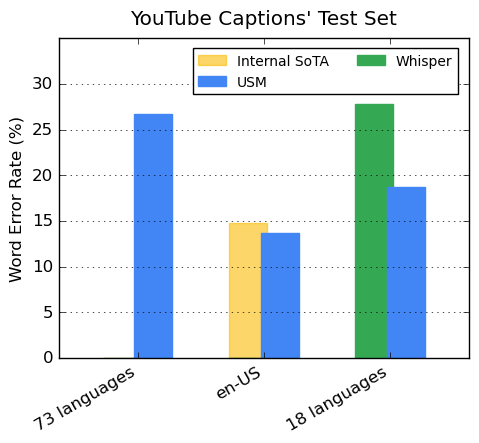 YouTube Captions' Test Set
Internal SoTA
USM
Whisper
Word Error Rate (%)
30
25
20
15
10
5
0
73 languages
en-US
18 languages